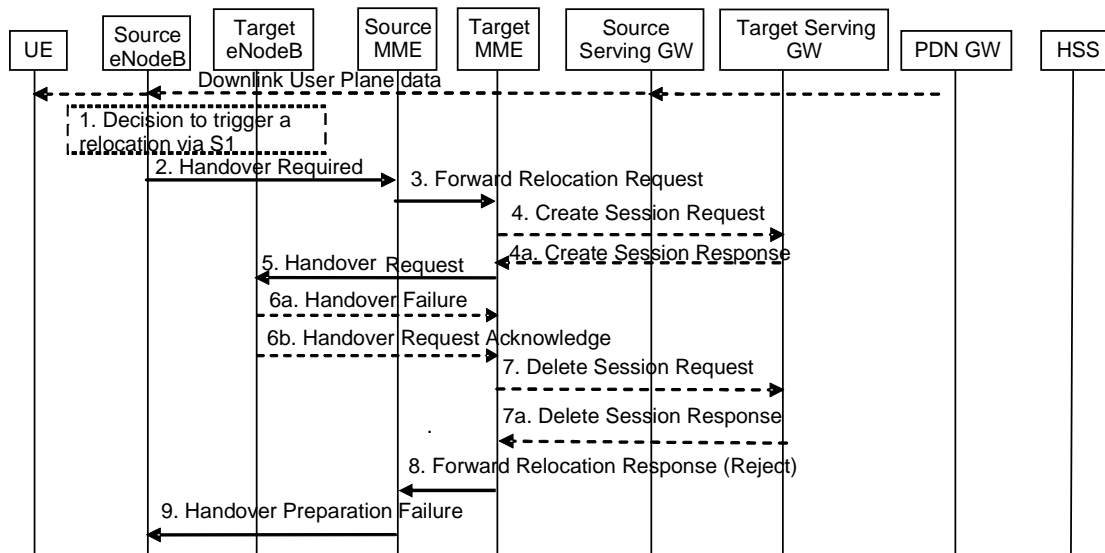 UE
Source
eNodeB
Target
eNodeB
Source
MME
Target
MME
Source
Serving GW
Target Serving
GW
PDN GW
HSS
Downlink User Plane data
1. Decision to trigger a
relocation via S1
2. Handover Required
3. Forward Relocation Request
4. Create Session Request
4a. Create Session Response
5. Handover Request
6a. Handover Failure
6b. Handover Request Acknowledge
7. Delete Session Request
7a. Delete Session Response
.
8. Forward Relocation Response (Reject)
9. Handover Preparation Failure